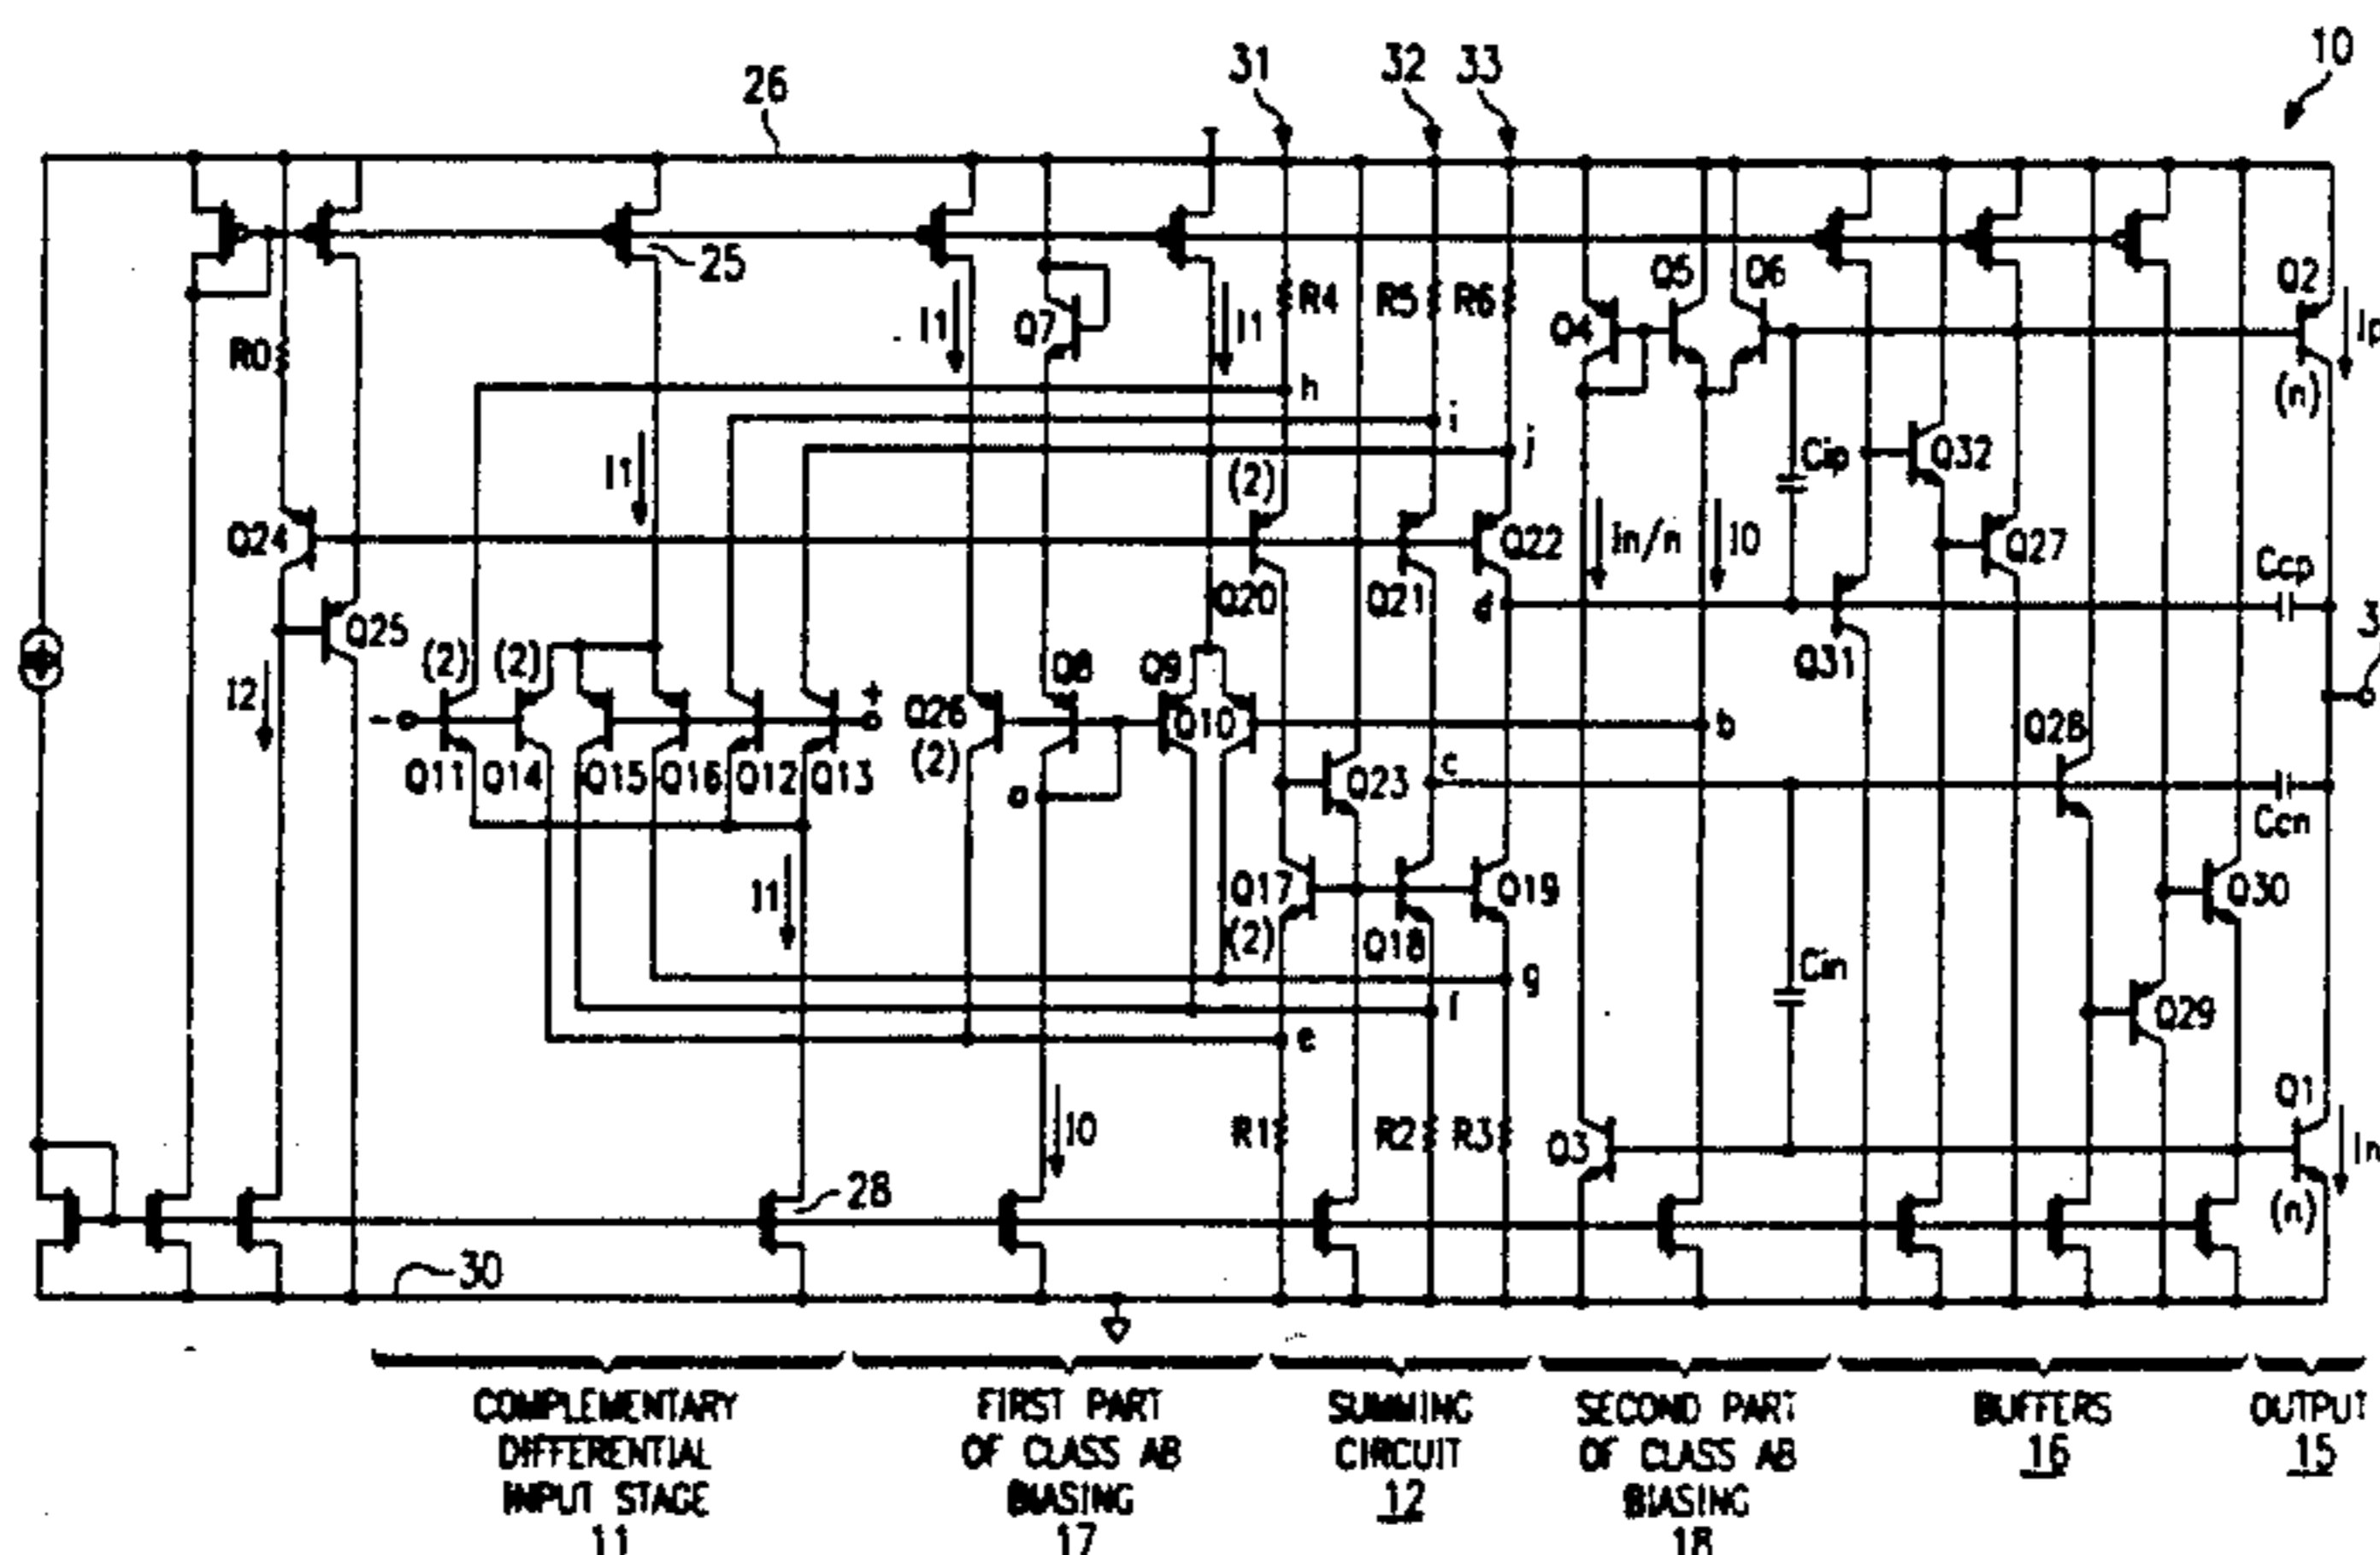 10
31
32
33
26
25
I1
Q7
I1
R4
R5
R6
Q4
Q5
Q6
Q2
Ip
(n)
R0
h
i
j
I1
(2)
Cip
Q32
Q24
Q20
Q21
Q22
In/n
I0
Q27
Ccp
d
Q31
Q25
I2
(2)
(2)
-
+
Q26
(2)
Q8
Q9
Q10
b
Q28
Q11
Q14
Q15
Q16
Q12
Q13
a
Q23
c
Ccn
I1
Q17
(2)
Q18
Q19
Q30
Cin
g
f
e
Q29
I0
R1
R2
R3
Q3
Q1
In
(n)
28
30
COMPLEMENTARY
DIFFERENTIAL
INPUT STAGE
11
FIRST PART
OF CLASS AB
BIASING
17
SUMMING
CIRCUIT
12
SECOND PART
OF CLASS AB
BIASING
18
BUFFERS
16
OUTPUT
15